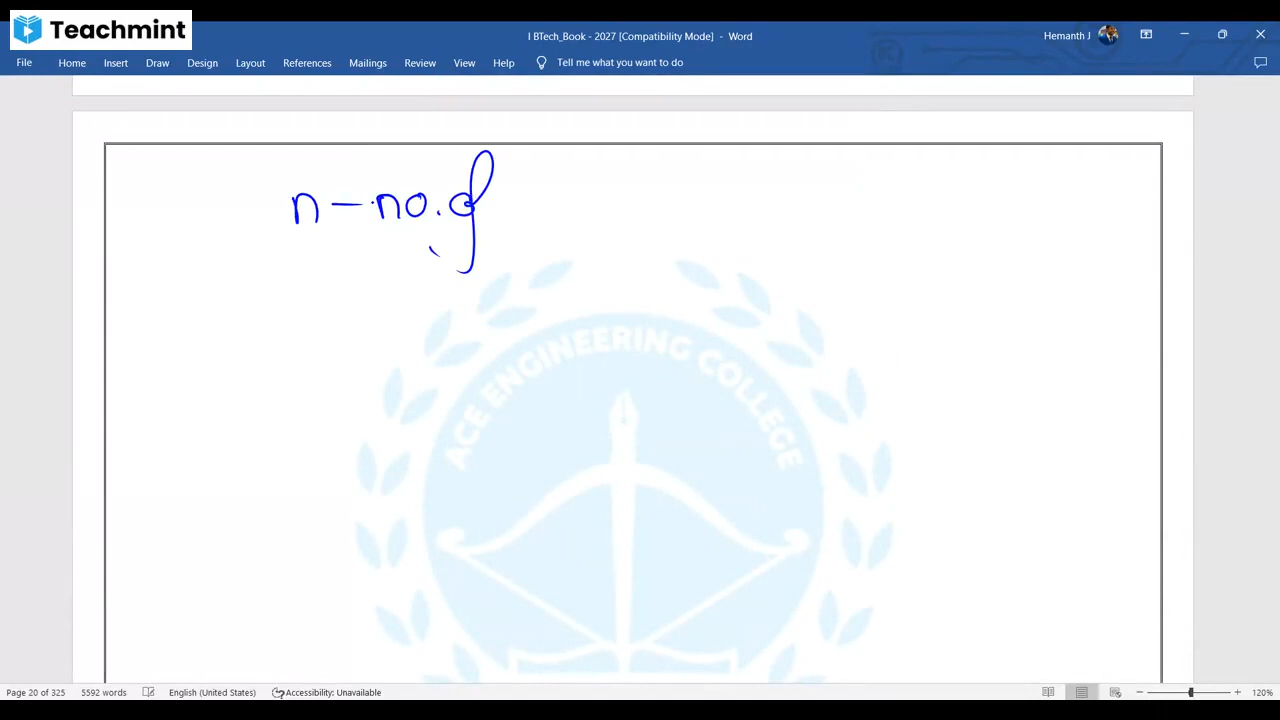 Teachmint
I BTech_Book - 2027 [Compatibility Mode] - Word
Hemanth J
File Home Insert Draw Design Layout References Mailings Review View Help Tell me what you want to do
n - no. of
ACE ENGINEERING COLLEGE
Page 20 of 325 5592 words English (United States) Accessibility: Unavailable 120%